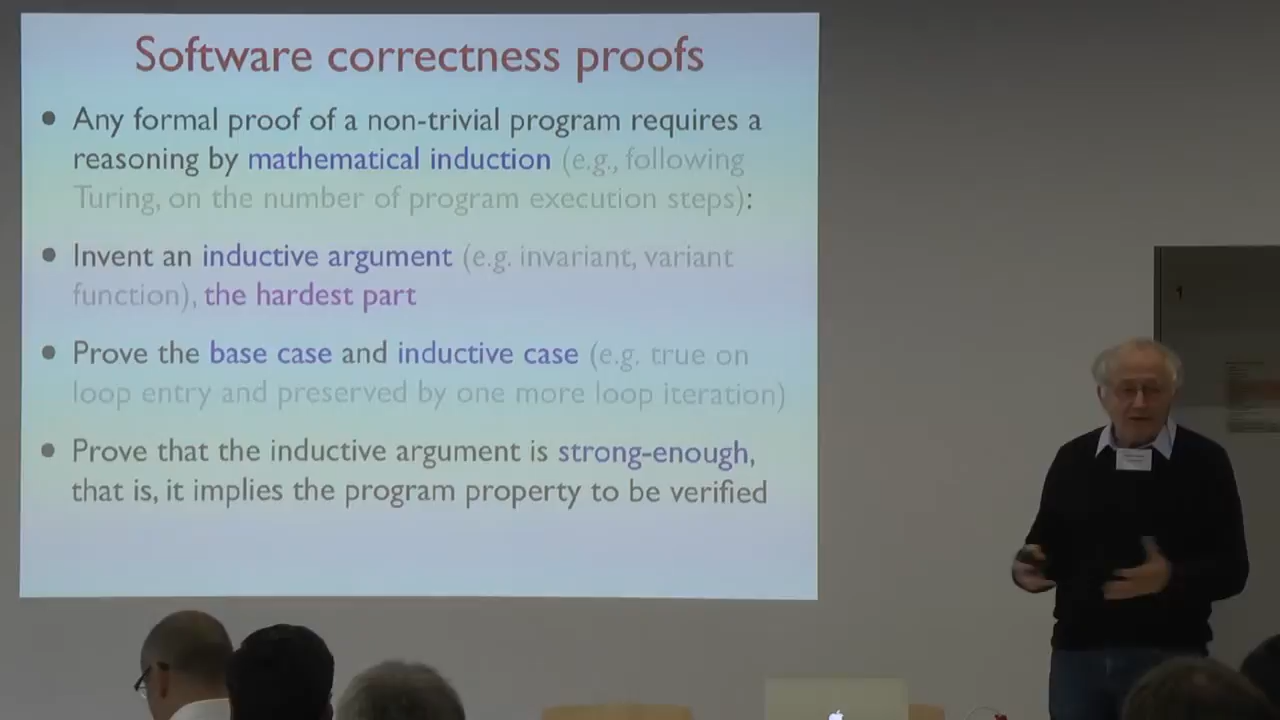 Software correctness proofs
• Any formal proof of a non-trivial program requires a
reasoning by mathematical induction (e.g., following
Turing, on the number of program execution steps):
• Invent an inductive argument (e.g. invariant, variant
function), the hardest part
• Prove the base case and inductive case (e.g. true on
loop entry and preserved by one more loop iteration)
• Prove that the inductive argument is strong-enough,
that is, it implies the program property to be verified
1